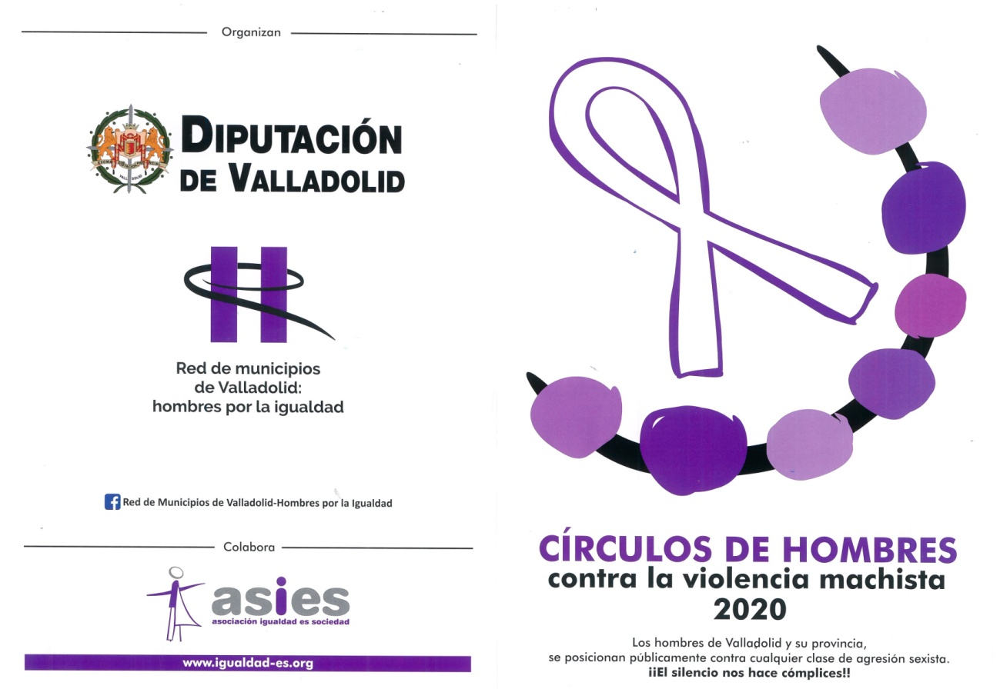 Organizan
DIPUTACIÓN
DE VALLADOLID
Red de municipios
de Valladolid:
hombres por la igualdad
Red de Municipios de Valladolid-Hombres por la Igualdad
Colabora
asies
asociación igualdad es sociedad
www.igualdad-es.org
CÍRCULOS DE HOMBRES
contra la violencia machista
2020
Los hombres de Valladolid y su provincia,
se posicionan públicamente contra cualquier clase de agresión sexista.
¡¡El silencio nos hace cómplices!!